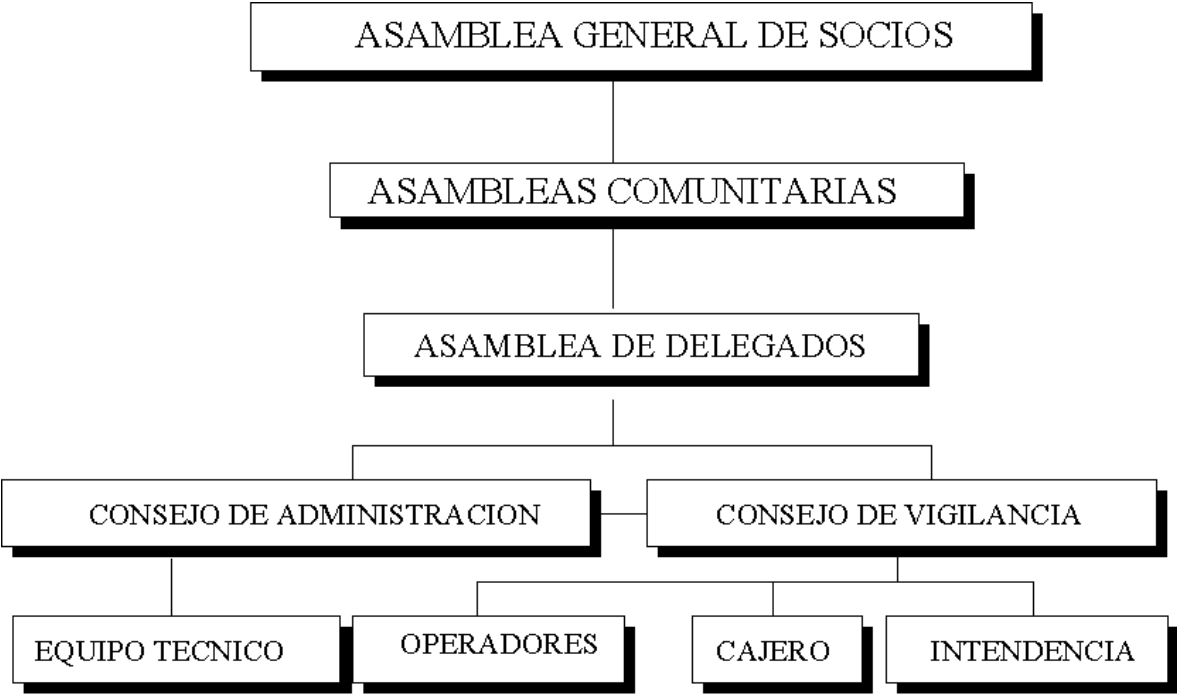 ASAMBLEA GENERAL DE SOCIOS
ASAMBLEAS COMUNITARIAS
ASAMBLEA DE DELEGADOS
CONSEJO DE ADMINISTRACION
CONSEJO DE VIGILANCIA
EQUIPO TECNICO
OPERADORES
CAJERO
INTENDENCIA